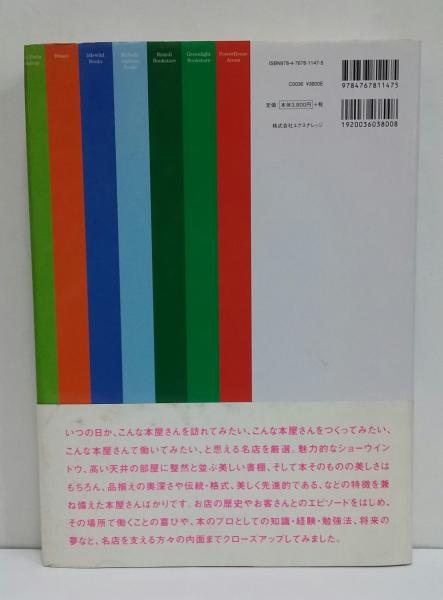 Idlewild
Books
Rizzoli
Bookstore
Greenlight
Bookstore
PowerHouse
Arena
ISBN978-4-7678-1147-5
C0036 ¥3800E
定価：本体3,800円＋税
株式会社エクスナレッジ
9784767811475
1920036038008
いつの日か、こんな本屋さんを訪れてみたい、こんな本屋さんをつくってみたい、
こんな本屋さんで働いてみたい、と思える名店を厳選。魅力的なショーウイン
ドウ、高い天井の部屋に整然と並ぶ美しい書棚、そして本そのものの美しさは
もちろん、品揃えの奥深さや伝統・格式、美しく先進的である、などの特徴を兼
ね備えた本屋さんばかりです。お店の歴史やお客さんとのエピソードをはじめ、
その場所で働くことの喜びや、本のプロとしての知識・経験・勉強法、将来の
夢など、名店を支える方々の内面までクローズアップしてみました。